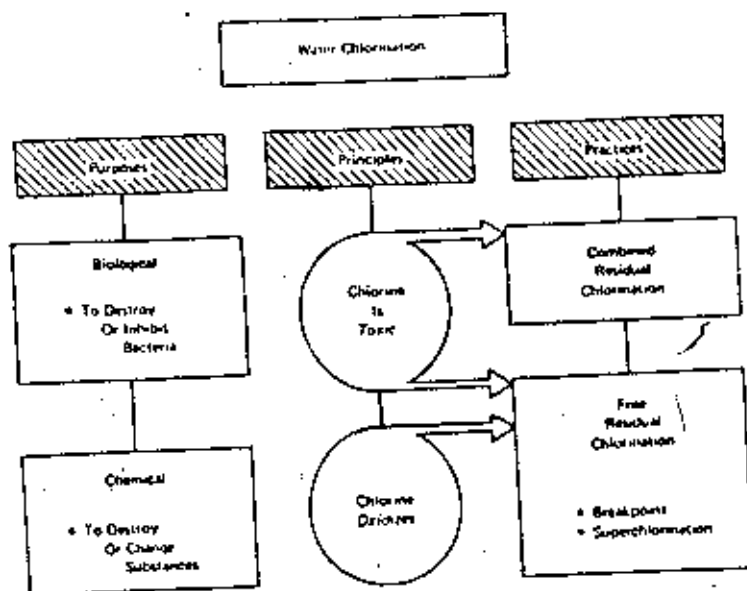 Water Chlorination
Purposes
Principles
Practices
Biological
* To Destroy
Or Inhibit
Bacteria
Chlorine
Is
Toxic
Combined
Residual
Chlorination
Chemical
* To Destroy
Or Change
Substances
Chlorine
Oxidizes
Free
Residual
Chlorination
* Breakpoint
* Superchlorination